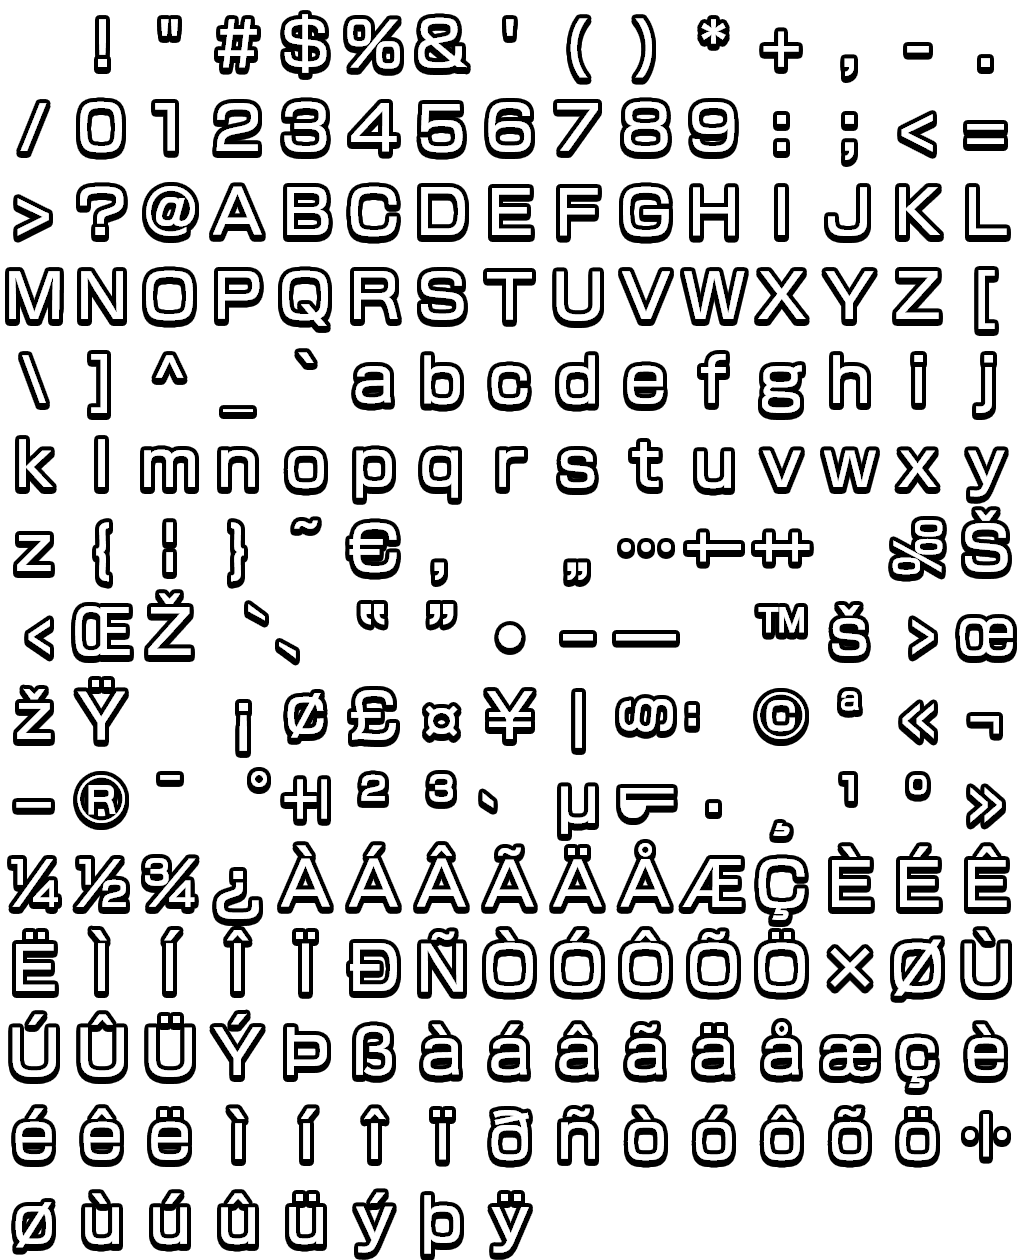 ! " # $ % & ' ( ) * + , - .
/ 0 1 2 3 4 5 6 7 8 9 : ; < =
> ? @ A B C D E F G H I J K L
M N O P Q R S T U V W X Y Z [
\ ] ^ _ ` a b c d e f g h i j
k l m n o p q r s t u v w x y
z { ¦ } ˜ € ‚ „ … † ‡ ‰ Š
‹ Œ Ž ‘ ’ “ ” • – — ™ š › œ
ž Ÿ ¡ ¢ £ ¤ ¥ | § ¨ © ª « ¬
– ® ¯ ° ± ² ³ ´ µ ¶ · ¹ º »
¼ ½ ¾ ¿ À Á Â Ã Ä Å Æ Ç È É Ê
Ë Ì Í Î Ï Ð Ñ Ò Ó Ô Õ Ö × Ø Ù
Ú Û Ü Ý Þ ß à á â ã ä å æ ç è
é ê ë ì í î ï ð ñ ò ó ô õ ö ÷
ø ù ú û ü ý þ ÿ